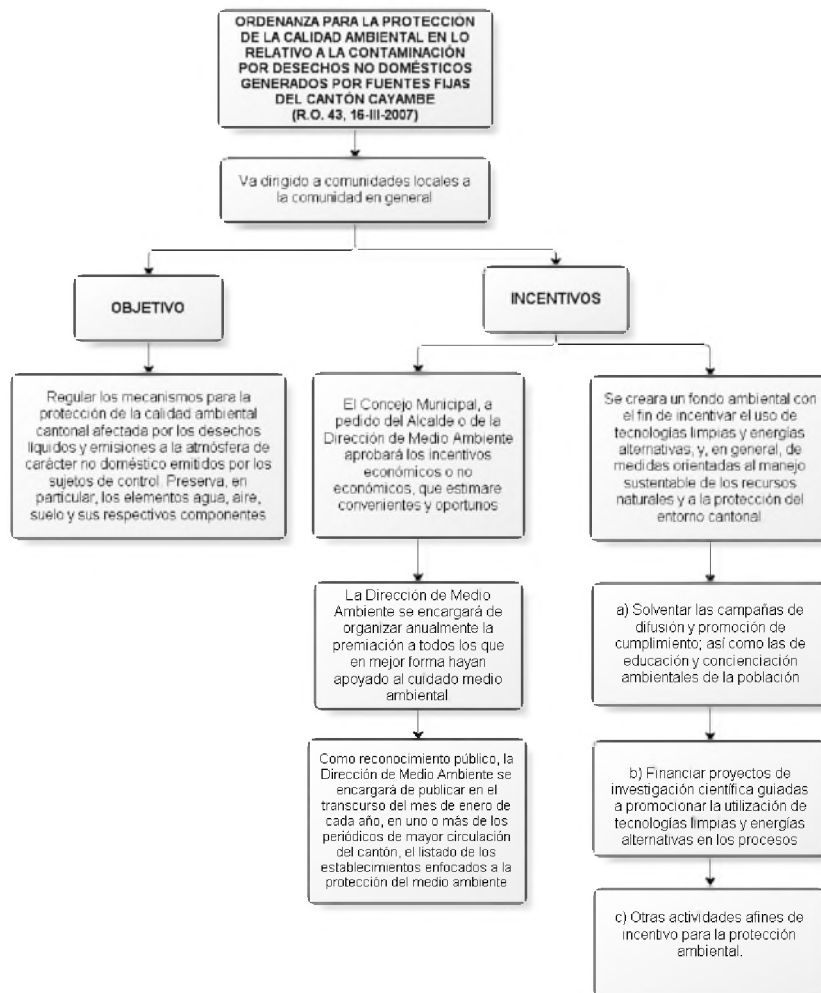 ORDENANZA PARA LA PROTECCIÓN
DE LA CALIDAD AMBIENTAL EN LO
RELATIVO A LA CONTAMINACIÓN
POR DESECHOS NO DOMÉSTICOS
GENERADOS POR FUENTES FIJAS
DEL CANTÓN CAYAMBE
(R.O. 43, 16-III-2007)
Va dirigido a comunidades locales a
la comunidad en general
OBJETIVO
Regular los mecanismos para la
protección de la calidad ambiental
cantonal afectada por los desechos
líquidos y emisiones a la atmósfera de
carácter no doméstico emitidos por los
sujetos de control. Preserva, en
particular, los elementos agua, aire,
suelo y sus respectivos componentes
INCENTIVOS
El Concejo Municipal, a
pedido del Alcalde o de la
Dirección de Medio Ambiente
aprobará los incentivos
económicos o no
económicos, que estimare
convenientes y oportunos
La Dirección de Medio
Ambiente se encargará de
organizar anualmente la
premiación a todos los que
en mejor forma hayan
apoyado al cuidado medio
ambiental.
Como reconocimiento público, la
Dirección de Medio Ambiente se
encargará de publicar en el
transcurso del mes de enero de
cada año, en uno o más de los
periódicos de mayor circulación
del cantón, el listado de los
establecimientos enfocados a la
protección del medio ambiente
Se creara un fondo ambiental con
el fin de incentivar el uso de
tecnologías limpias y energías
alternativas, y, en general, de
medidas orientadas al manejo
sustentable de los recursos
naturales y a la protección del
entorno cantonal
a) Solventar las campañas de
difusión y promoción de
cumplimiento; así como las de
educación y concienciación
ambientales de la población
b) Financiar proyectos de
investigación científica guiadas
a promocionar la utilización de
tecnologías limpias y energías
alternativas en los procesos
c) Otras actividades afines de
incentivo para la protección
ambiental.